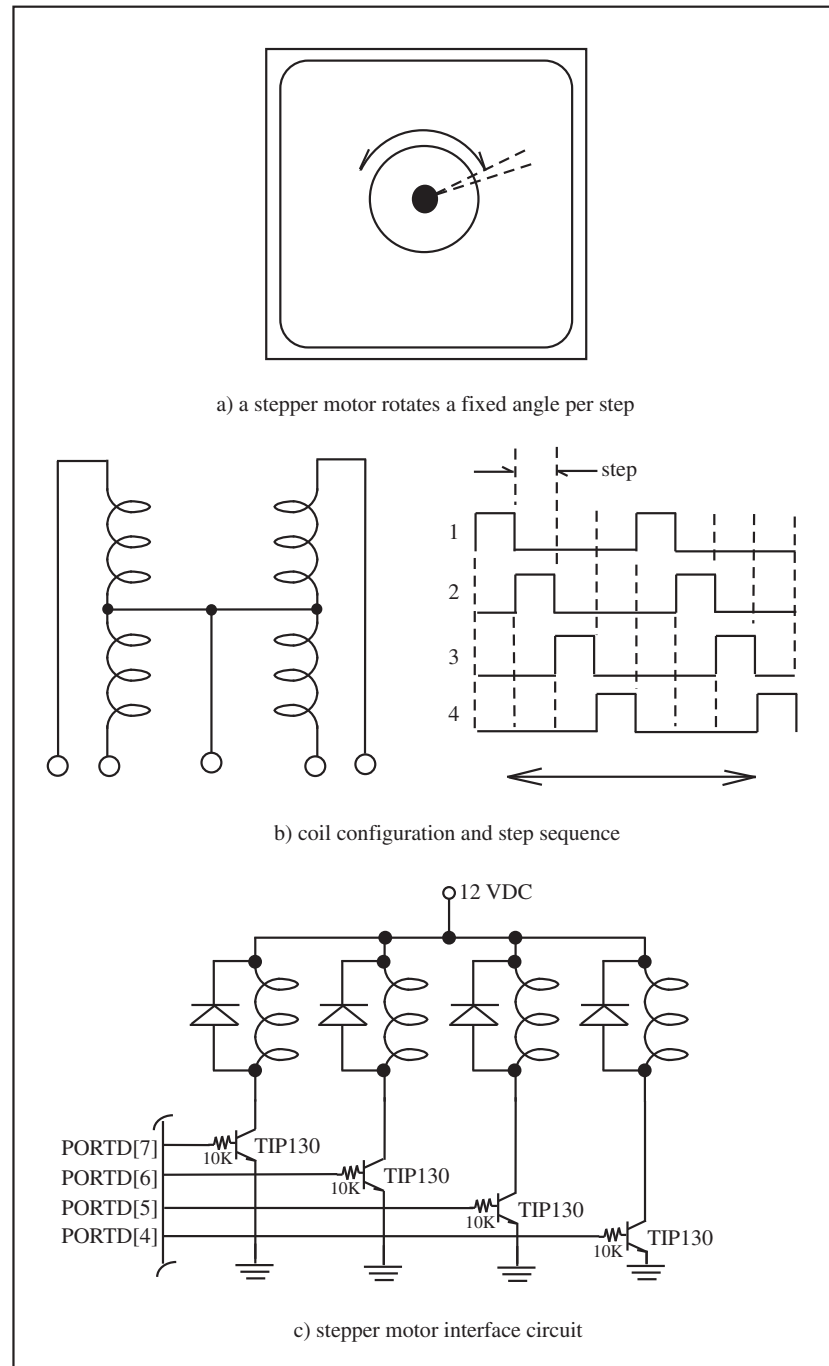 a) a stepper motor rotates a fixed angle per step
step
1
2
3
4
b) coil configuration and step sequence
12 VDC
PORTD[7]
10K
TIP130
PORTD[6]
10K
TIP130
PORTD[5]
10K
TIP130
PORTD[4]
10K
TIP130
c) stepper motor interface circuit